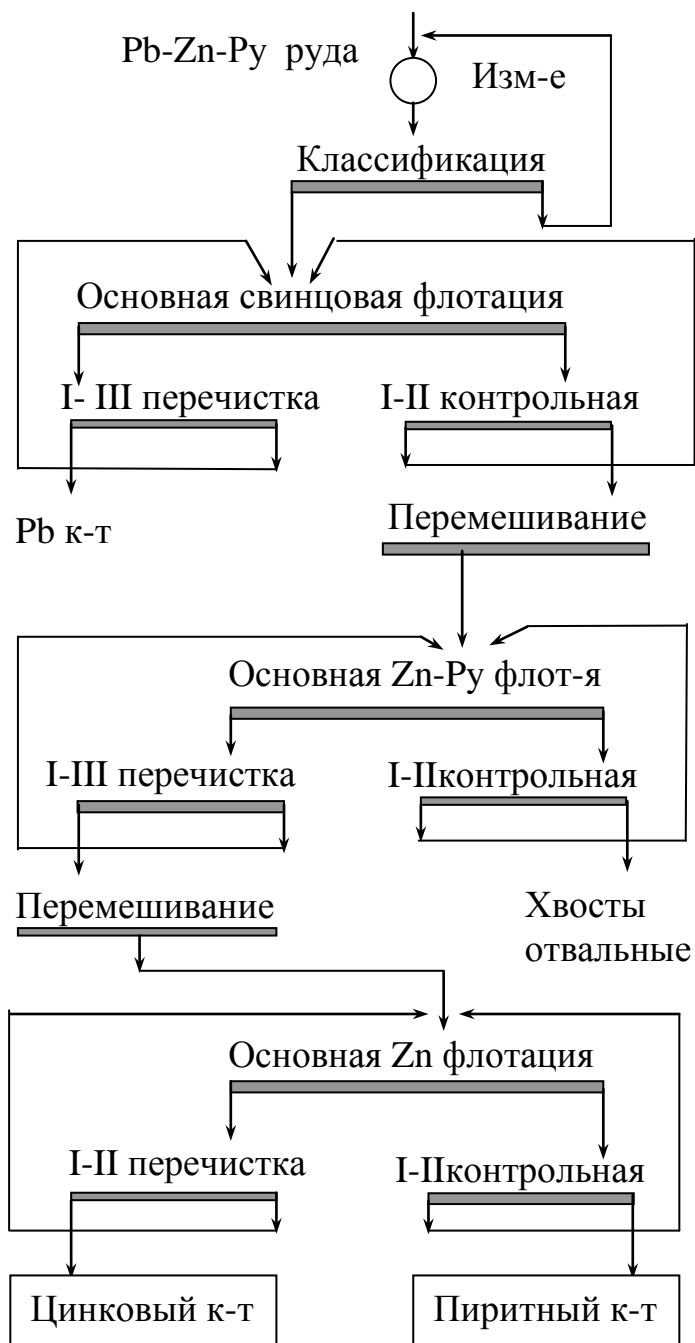 Pb-Zn-Py руда
Изм-е
Классификация
Основная свинцовая флотация
I- III перечистка
I-II контрольная
Pb к-т
Перемешивание
Основная Zn-Py флот-я
I-III перечистка
I-IIконтрольная
Перемешивание
Хвосты
отвальные
Основная Zn флотация
I-II перечистка
I-IIконтрольная
Цинковый к-т
Пиритный к-т